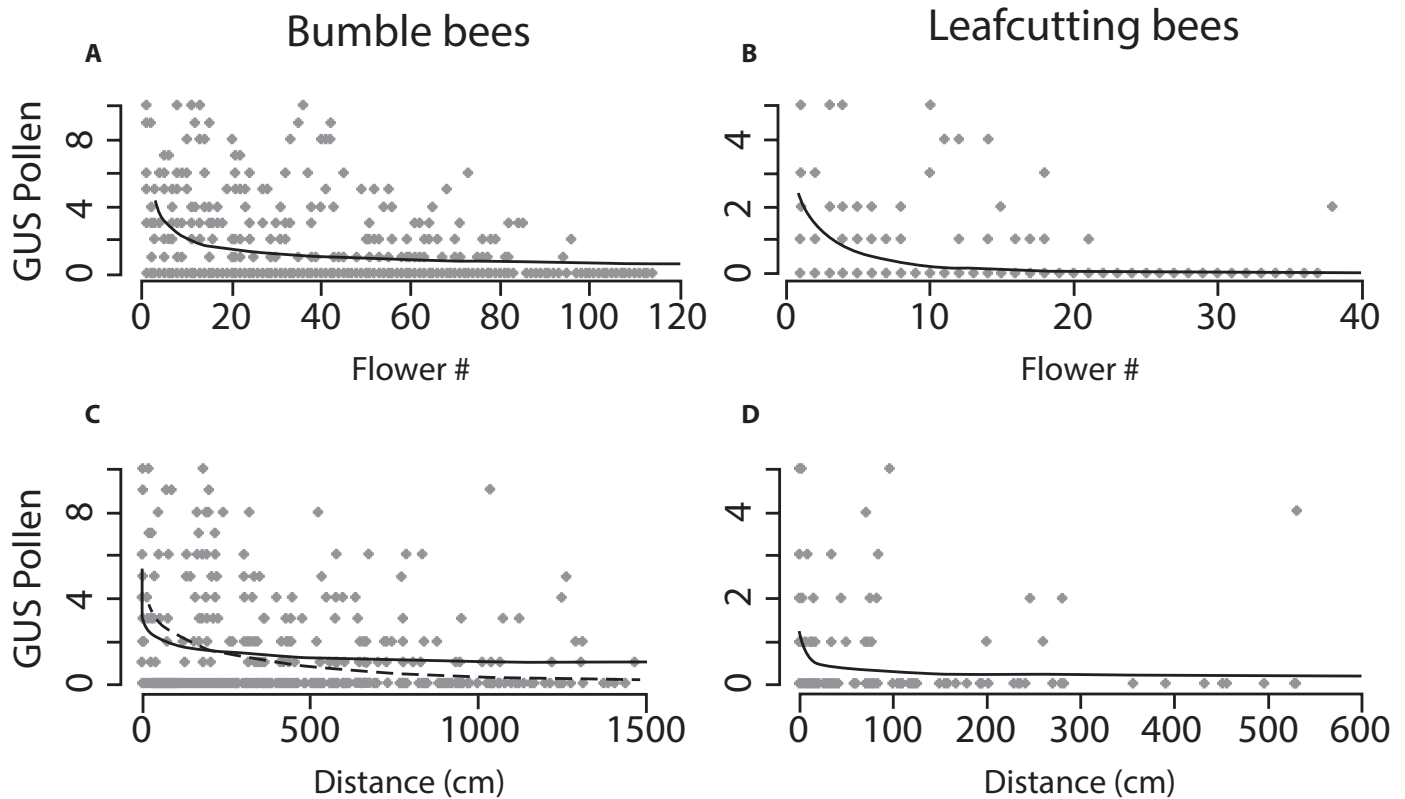 Bumble bees
Leafcutting bees
A
B
GUS Pollen
0 4 8
0 2 4
0 20 40 60 80 100 120
0 10 20 30 40
Flower #
Flower #
C
D
GUS Pollen
0 4 8
0 2 4
0 500 1000 1500
0 100 200 300 400 500 600
Distance (cm)
Distance (cm)